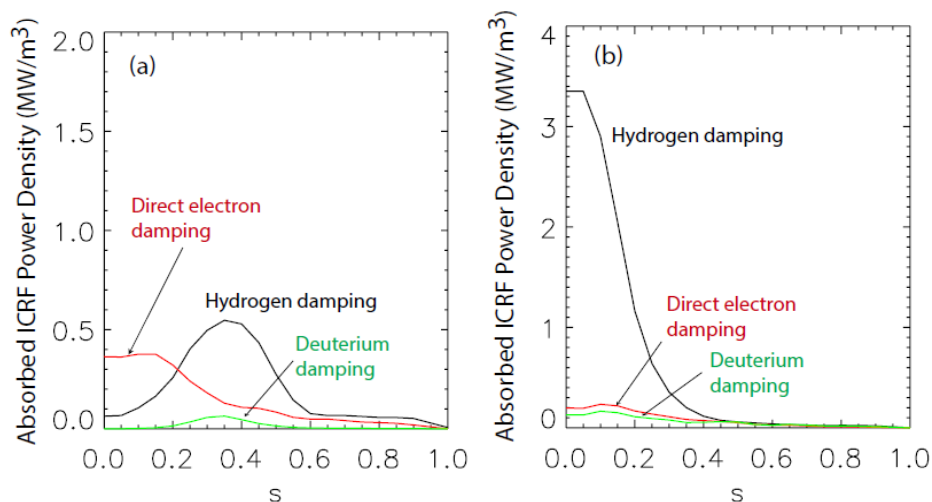 Absorbed ICRF Power Density (MW/m³)
2.0
1.5
1.0
0.5
0.0
(a)
Direct electron
damping
Hydrogen damping
Deuterium
damping
0.0 0.2 0.4 0.6 0.8 1.0
s
Absorbed ICRF Power Density (MW/m³)
4
3
2
1
0
(b)
Hydrogen damping
Direct electron
damping
Deuterium
damping
0.0 0.2 0.4 0.6 0.8 1.0
s